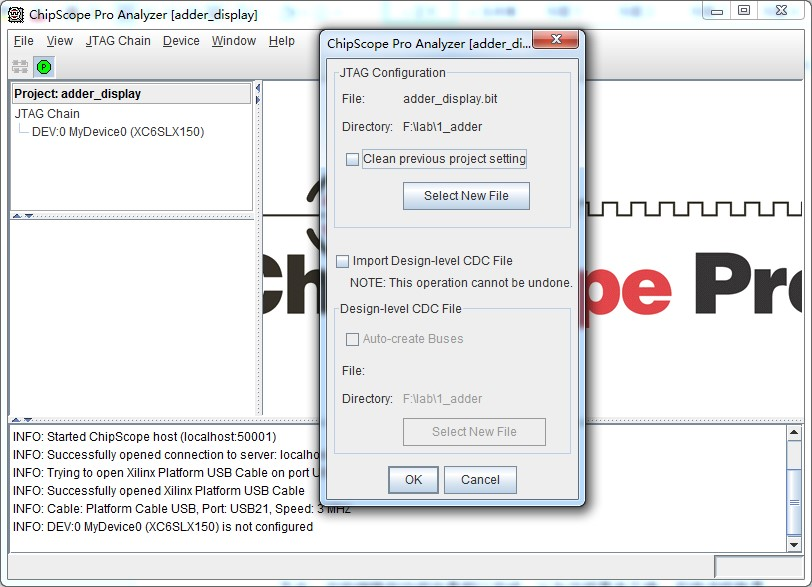 ChipScope Pro Analyzer [adder_display]
File View JTAG Chain Device Window Help
P
Project: adder_display
JTAG Chain
DEV:0 MyDevice0 (XC6SLX150)
ChipScope Pro Analyzer [adder_di...
JTAG Configuration
File: adder_display.bit
Directory: F:\lab\1_adder
Clean previous project setting
Select New File
Import Design-level CDC File
NOTE: This operation cannot be undone.
Design-level CDC File
Auto-create Buses
File:
Directory: F:\lab\1_adder
Select New File
OK Cancel
pe Pro
INFO: Started ChipScope host (localhost:50001)
INFO: Successfully opened connection to server: localho
INFO: Trying to open Xilinx Platform USB Cable on port U
INFO: Successfully opened Xilinx Platform USB Cable
INFO: Cable: Platform Cable USB, Port: USB21, Speed: 3 MHz
INFO: DEV:0 MyDevice0 (XC6SLX150) is not configured